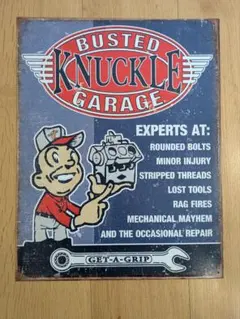 BUSTED
KNUCKLE
GARAGE
EXPERTS AT:
ROUNDED BOLTS
MINOR INJURY
STRIPPED THREADS
LOST TOOLS
RAG FIRES
MECHANICAL MAYHEM
AND THE OCCASIONAL REPAIR
GET-A-GRIP